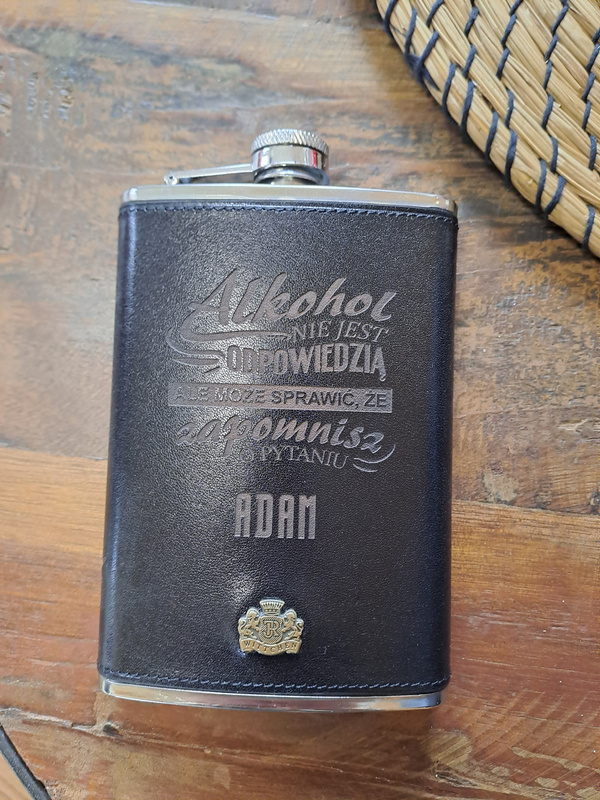 Alkohol
NIE JEST
ODPOWIEDZIĄ
ALE MOŻE SPRAWIĆ, ŻE
zapomnisz
O PYTANIU
ADAM
WITTCHEN